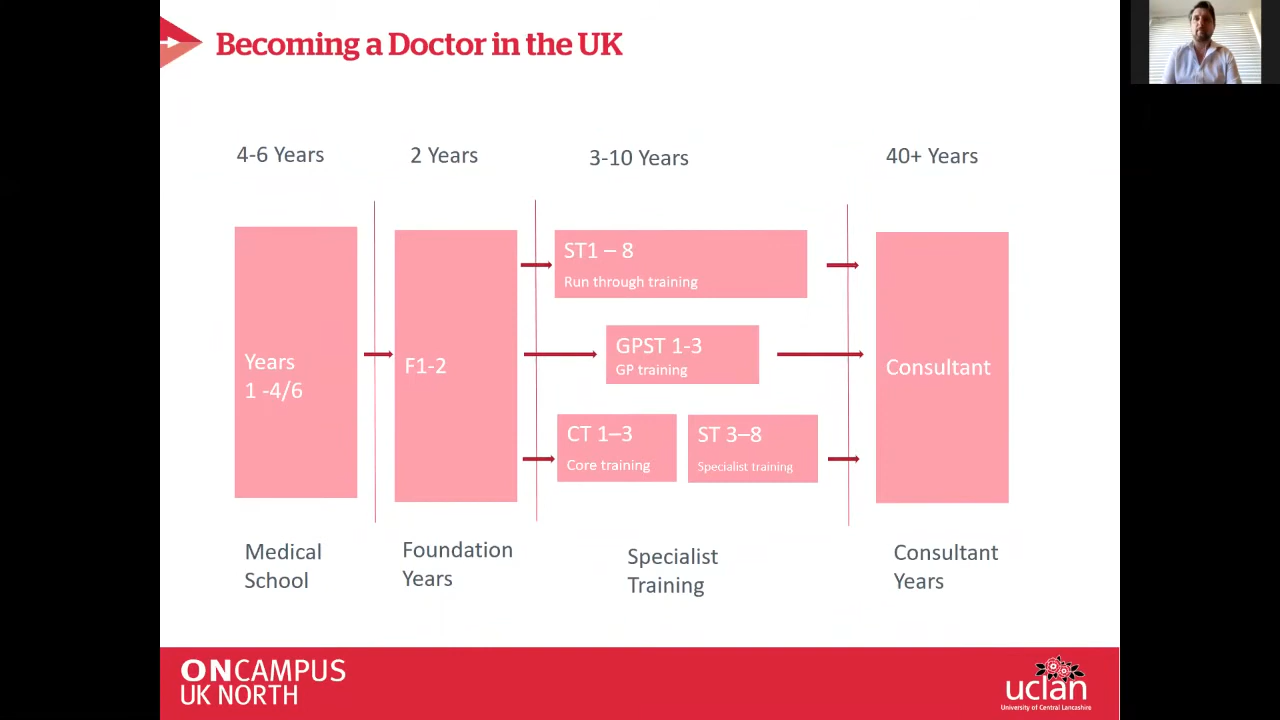 Becoming a Doctor in the UK
4-6 Years
2 Years
3-10 Years
40+ Years
Years
1 -4/6
F1-2
ST1 – 8
Run through training
GPST 1-3
GP training
CT 1–3
Core training
ST 3–8
Specialist training
Consultant
Medical
School
Foundation
Years
Specialist
Training
Consultant
Years
ONCAMPUS
UK NORTH
uclan
University of Central Lancashire